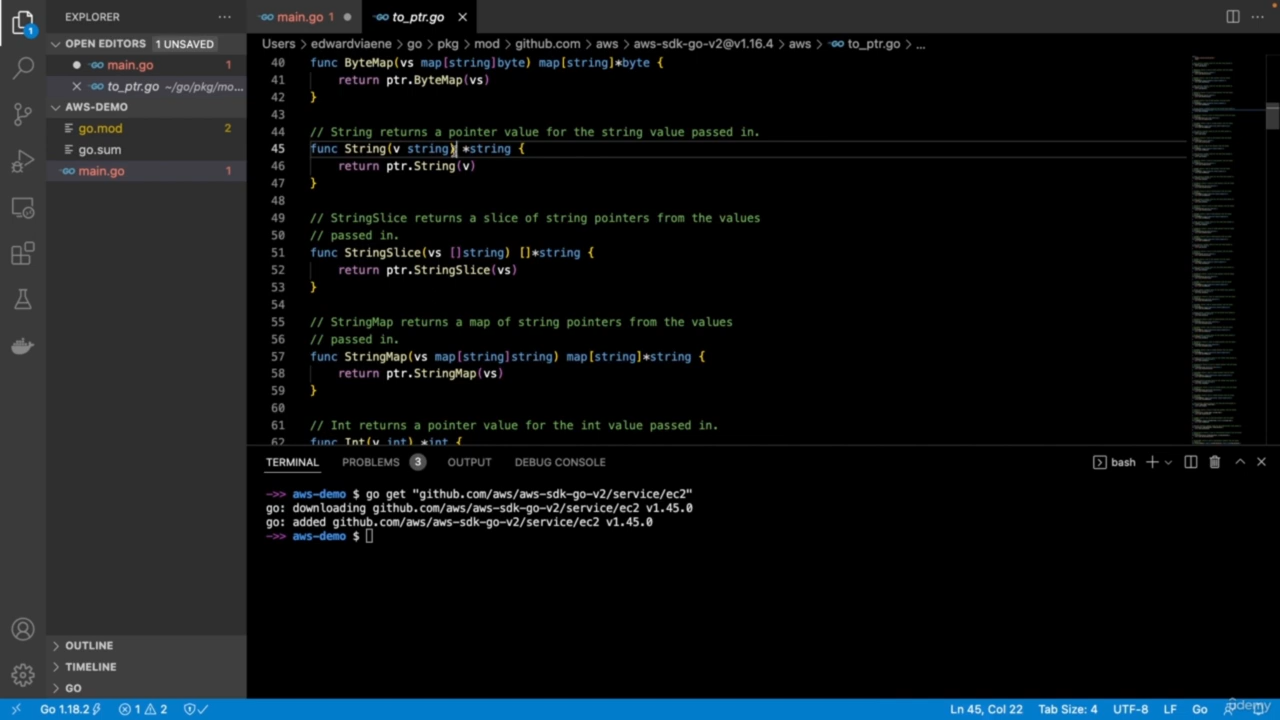 EXPLORER
main.go 1
to_ptr.go
OPEN EDITORS 1 UNSAVED
main.go 1
to_ptr.go ~/go/pkg/mo...
AWS-DEMO
go.mod 2
go.sum
main.go 1
OUTLINE
TIMELINE
GO
Users > edwardviaene > go > pkg > mod > github.com > aws > aws-sdk-go-v2@v1.16.4 > aws > to_ptr.go > ...
40 func ByteMap(vs map[string]byte) map[string]*byte {
41 return ptr.ByteMap(vs)
42 }
43
44 // String returns a pointer value for the string value passed in.
45 func String(v string) *string {
46 return ptr.String(v)
47 }
48
49 // StringSlice returns a slice of string pointers from the values
50 // passed in.
51 func StringSlice(vs []string) []*string {
52 return ptr.StringSlice(vs)
53 }
54
55 // StringMap returns a map of string pointers from the values
56 // passed in.
57 func StringMap(vs map[string]string) map[string]*string {
58 return ptr.StringMap(vs)
59 }
60
61 // Int returns a pointer value for the int value passed in.
62 func Int(v int) *int {
TERMINAL PROBLEMS 3 OUTPUT DEBUG CONSOLE
bash
->> aws-demo $ go get "github.com/aws/aws-sdk-go-v2/service/ec2"
go: downloading github.com/aws/aws-sdk-go-v2/service/ec2 v1.45.0
go: added github.com/aws/aws-sdk-go-v2/service/ec2 v1.45.0
->> aws-demo $
Go 1.18.2 1 2
Ln 45, Col 22 Tab Size: 4 UTF-8 LF Go
udemy